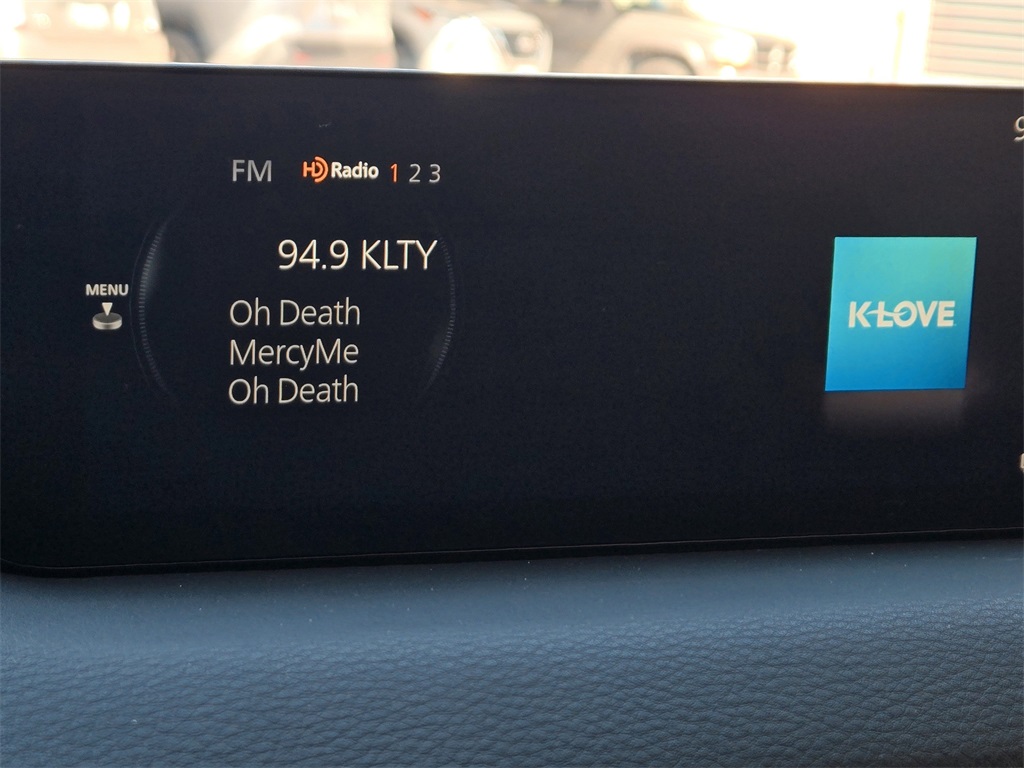 FM HD Radio 1 2 3
94.9 KLTY
MENU
Oh Death
MercyMe
Oh Death
K-LOVE